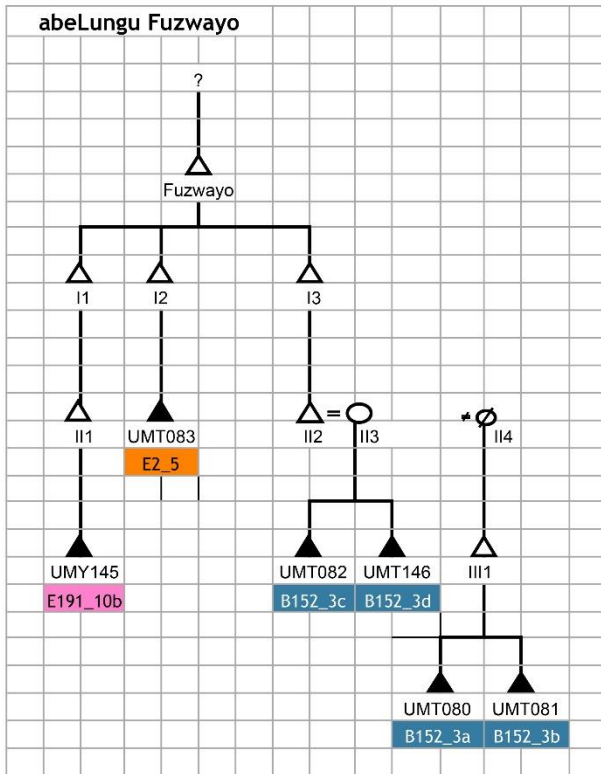 abeLungu Fuzwayo
?
Fuzwayo
I1 I2 I3
II1 UMT083 II2 = II3 ≠ II4
E2_5
UMY145 UMT082 UMT146 III1
E191_10b B152_3c B152_3d
UMT080 UMT081
B152_3a B152_3b